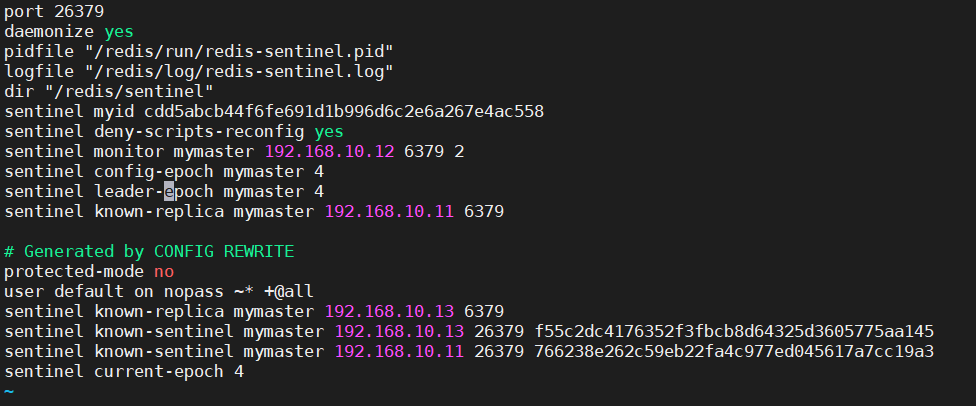 port 26379
daemonize yes
pidfile "/redis/run/redis-sentinel.pid"
logfile "/redis/log/redis-sentinel.log"
dir "/redis/sentinel"
sentinel myid cdd5abcb44f6fe691d1b996d6c2e6a267e4ac558
sentinel deny-scripts-reconfig yes
sentinel monitor mymaster 192.168.10.12 6379 2
sentinel config-epoch mymaster 4
sentinel leader-epoch mymaster 4
sentinel known-replica mymaster 192.168.10.11 6379

# Generated by CONFIG REWRITE
protected-mode no
user default on nopass ~* +@all
sentinel known-replica mymaster 192.168.10.13 6379
sentinel known-sentinel mymaster 192.168.10.13 26379 f55c2dc4176352f3fbcb8d64325d3605775aa145
sentinel known-sentinel mymaster 192.168.10.11 26379 766238e262c59eb22fa4c977ed045617a7cc19a3
sentinel current-epoch 4
~